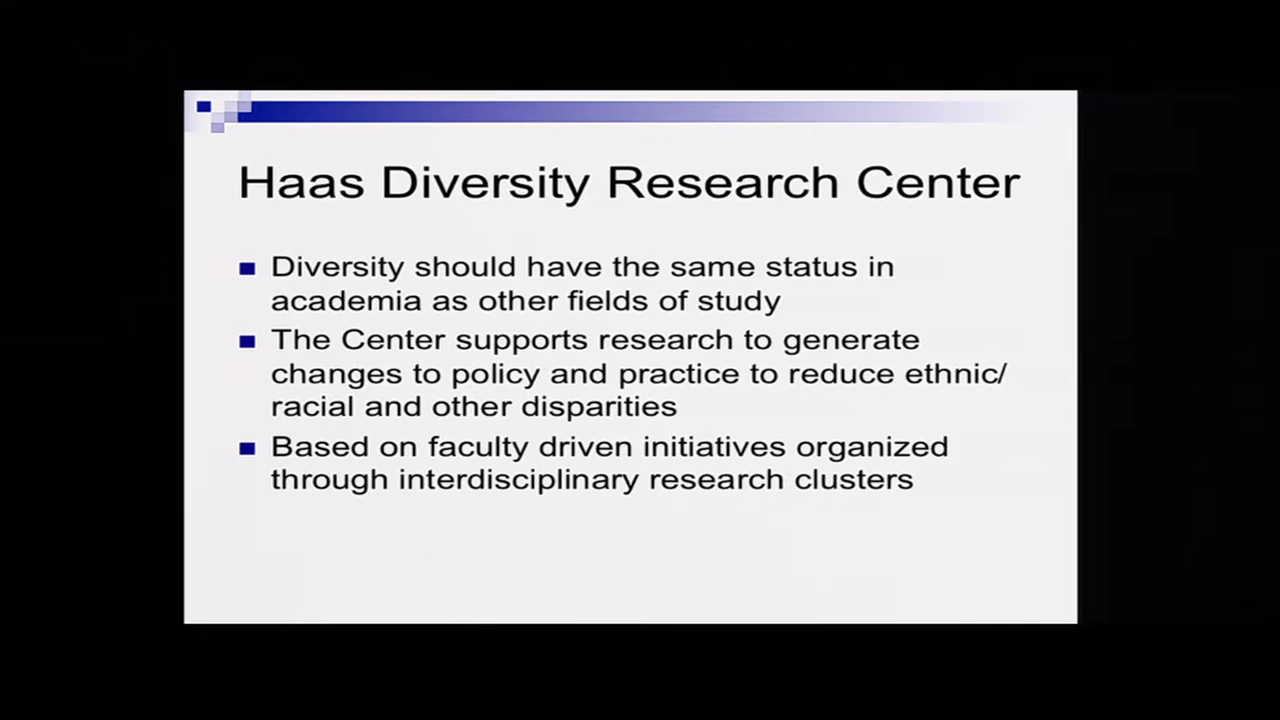 Haas Diversity Research Center
Diversity should have the same status in
academia as other fields of study
The Center supports research to generate
changes to policy and practice to reduce ethnic/
racial and other disparities
Based on faculty driven initiatives organized
through interdisciplinary research clusters